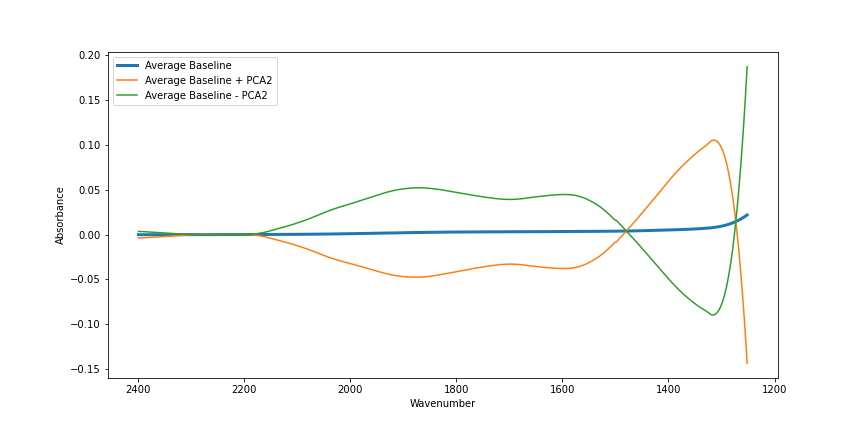 Average Baseline
Average Baseline + PCA2
Average Baseline - PCA2
0.20
0.15
0.10
0.05
0.00
−0.05
−0.10
−0.15
Absorbance
2400 2200 2000 1800 1600 1400 1200
Wavenumber